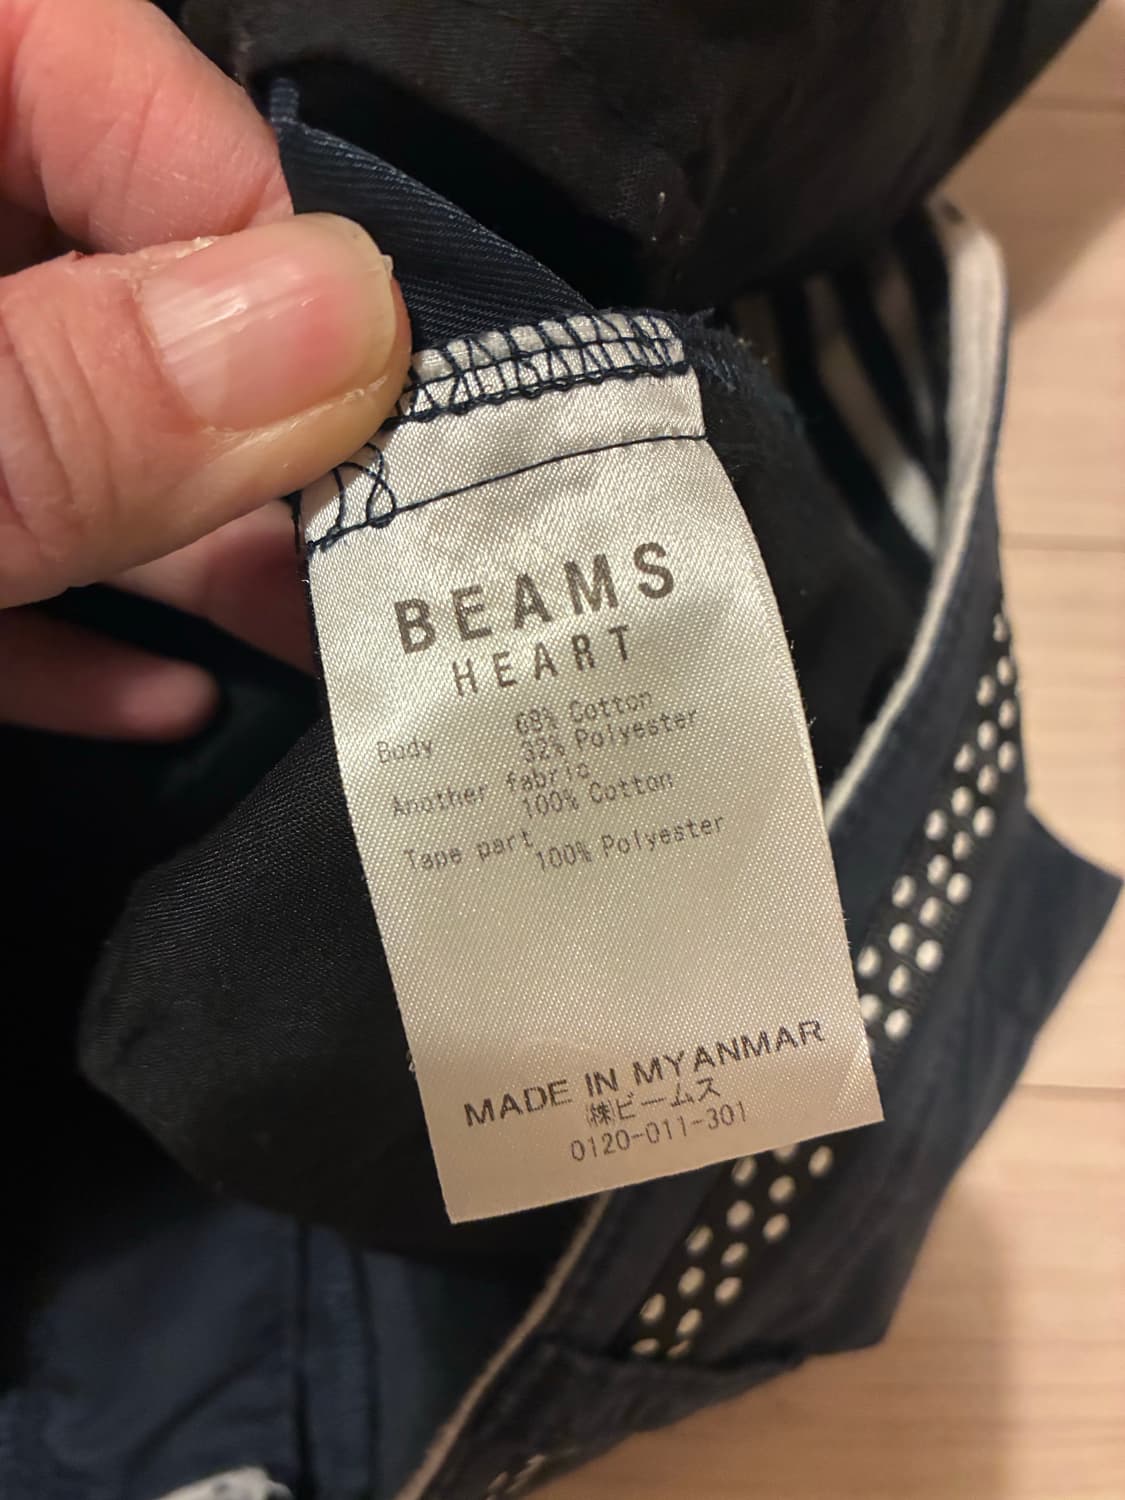 BEAMS
HEART
Body 68% Cotton
32% Polyester
Another fabric
100% Cotton
Tape part
100% Polyester
MADE IN MYANMAR
㈱ビームス
0120-011-301